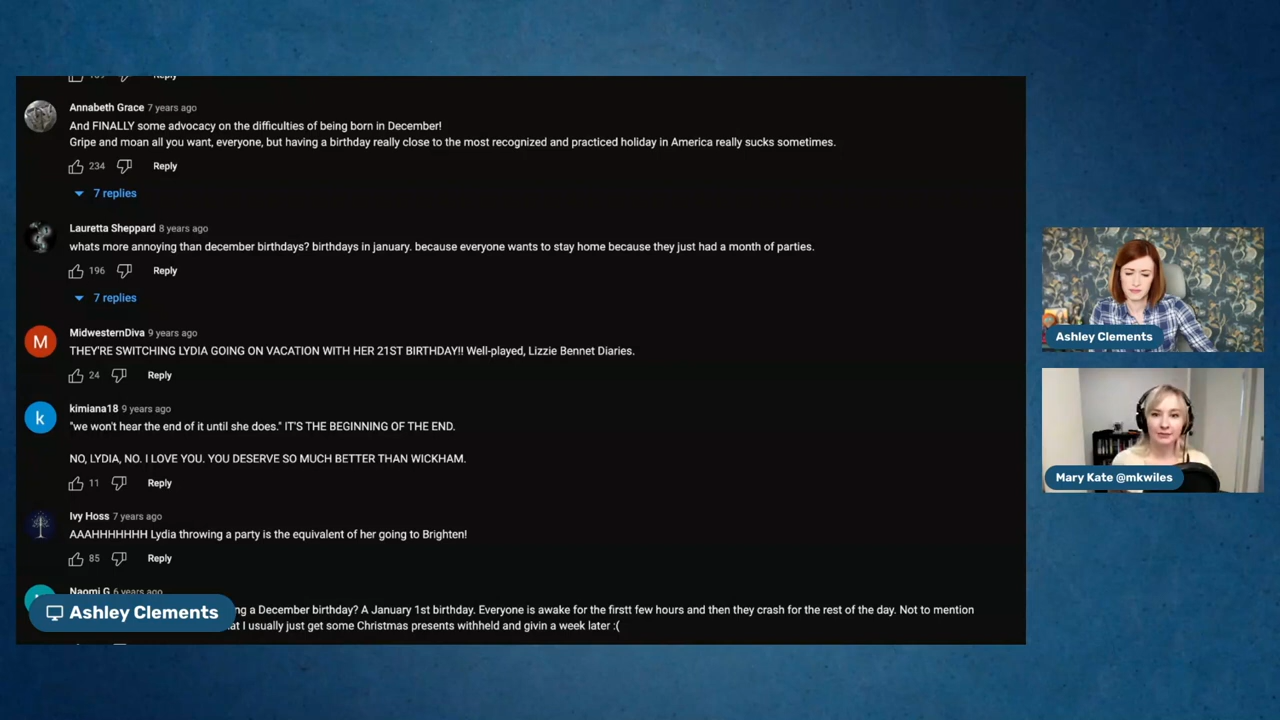 Reply
Annabeth Grace 7 years ago
And FINALLY some advocacy on the difficulties of being born in December!
Gripe and moan all you want, everyone, but having a birthday really close to the most recognized and practiced holiday in America really sucks sometimes.
234 Reply
7 replies
Lauretta Sheppard 8 years ago
whats more annoying than december birthdays? birthdays in january. because everyone wants to stay home because they just had a month of parties.
196 Reply
7 replies
M
MidwesternDiva 9 years ago
THEY'RE SWITCHING LYDIA GOING ON VACATION WITH HER 21ST BIRTHDAY!! Well-played, Lizzie Bennet Diaries.
24 Reply
k
kimiana18 9 years ago
"we won't hear the end of it until she does." IT'S THE BEGINNING OF THE END.
NO, LYDIA, NO. I LOVE YOU. YOU DESERVE SO MUCH BETTER THAN WICKHAM.
11 Reply
Ivy Hoss 7 years ago
AAAHHHHHHH Lydia throwing a party is the equivalent of her going to Brighten!
85 Reply
Naomi G 6 years ago
a December birthday? A January 1st birthday. Everyone is awake for the firstt few hours and then they crash for the rest of the day. Not to mention
I usually just get some Christmas presents withheld and givin a week later :(
Ashley Clements
Ashley Clements
Mary Kate @mkwiles